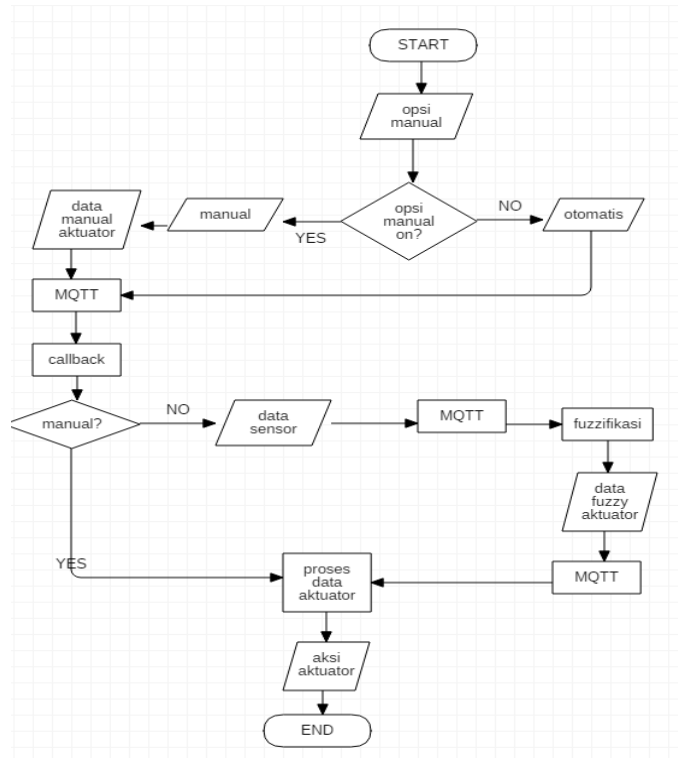 START
opsi
manual
opsi
manual
on?
NO
otomatis
YES
manual
data
manual
aktuator
MQTT
callback
manual?
NO
data
sensor
MQTT
fuzzifikasi
data
fuzzy
aktuator
MQTT
YES
proses
data
aktuator
aksi
aktuator
END